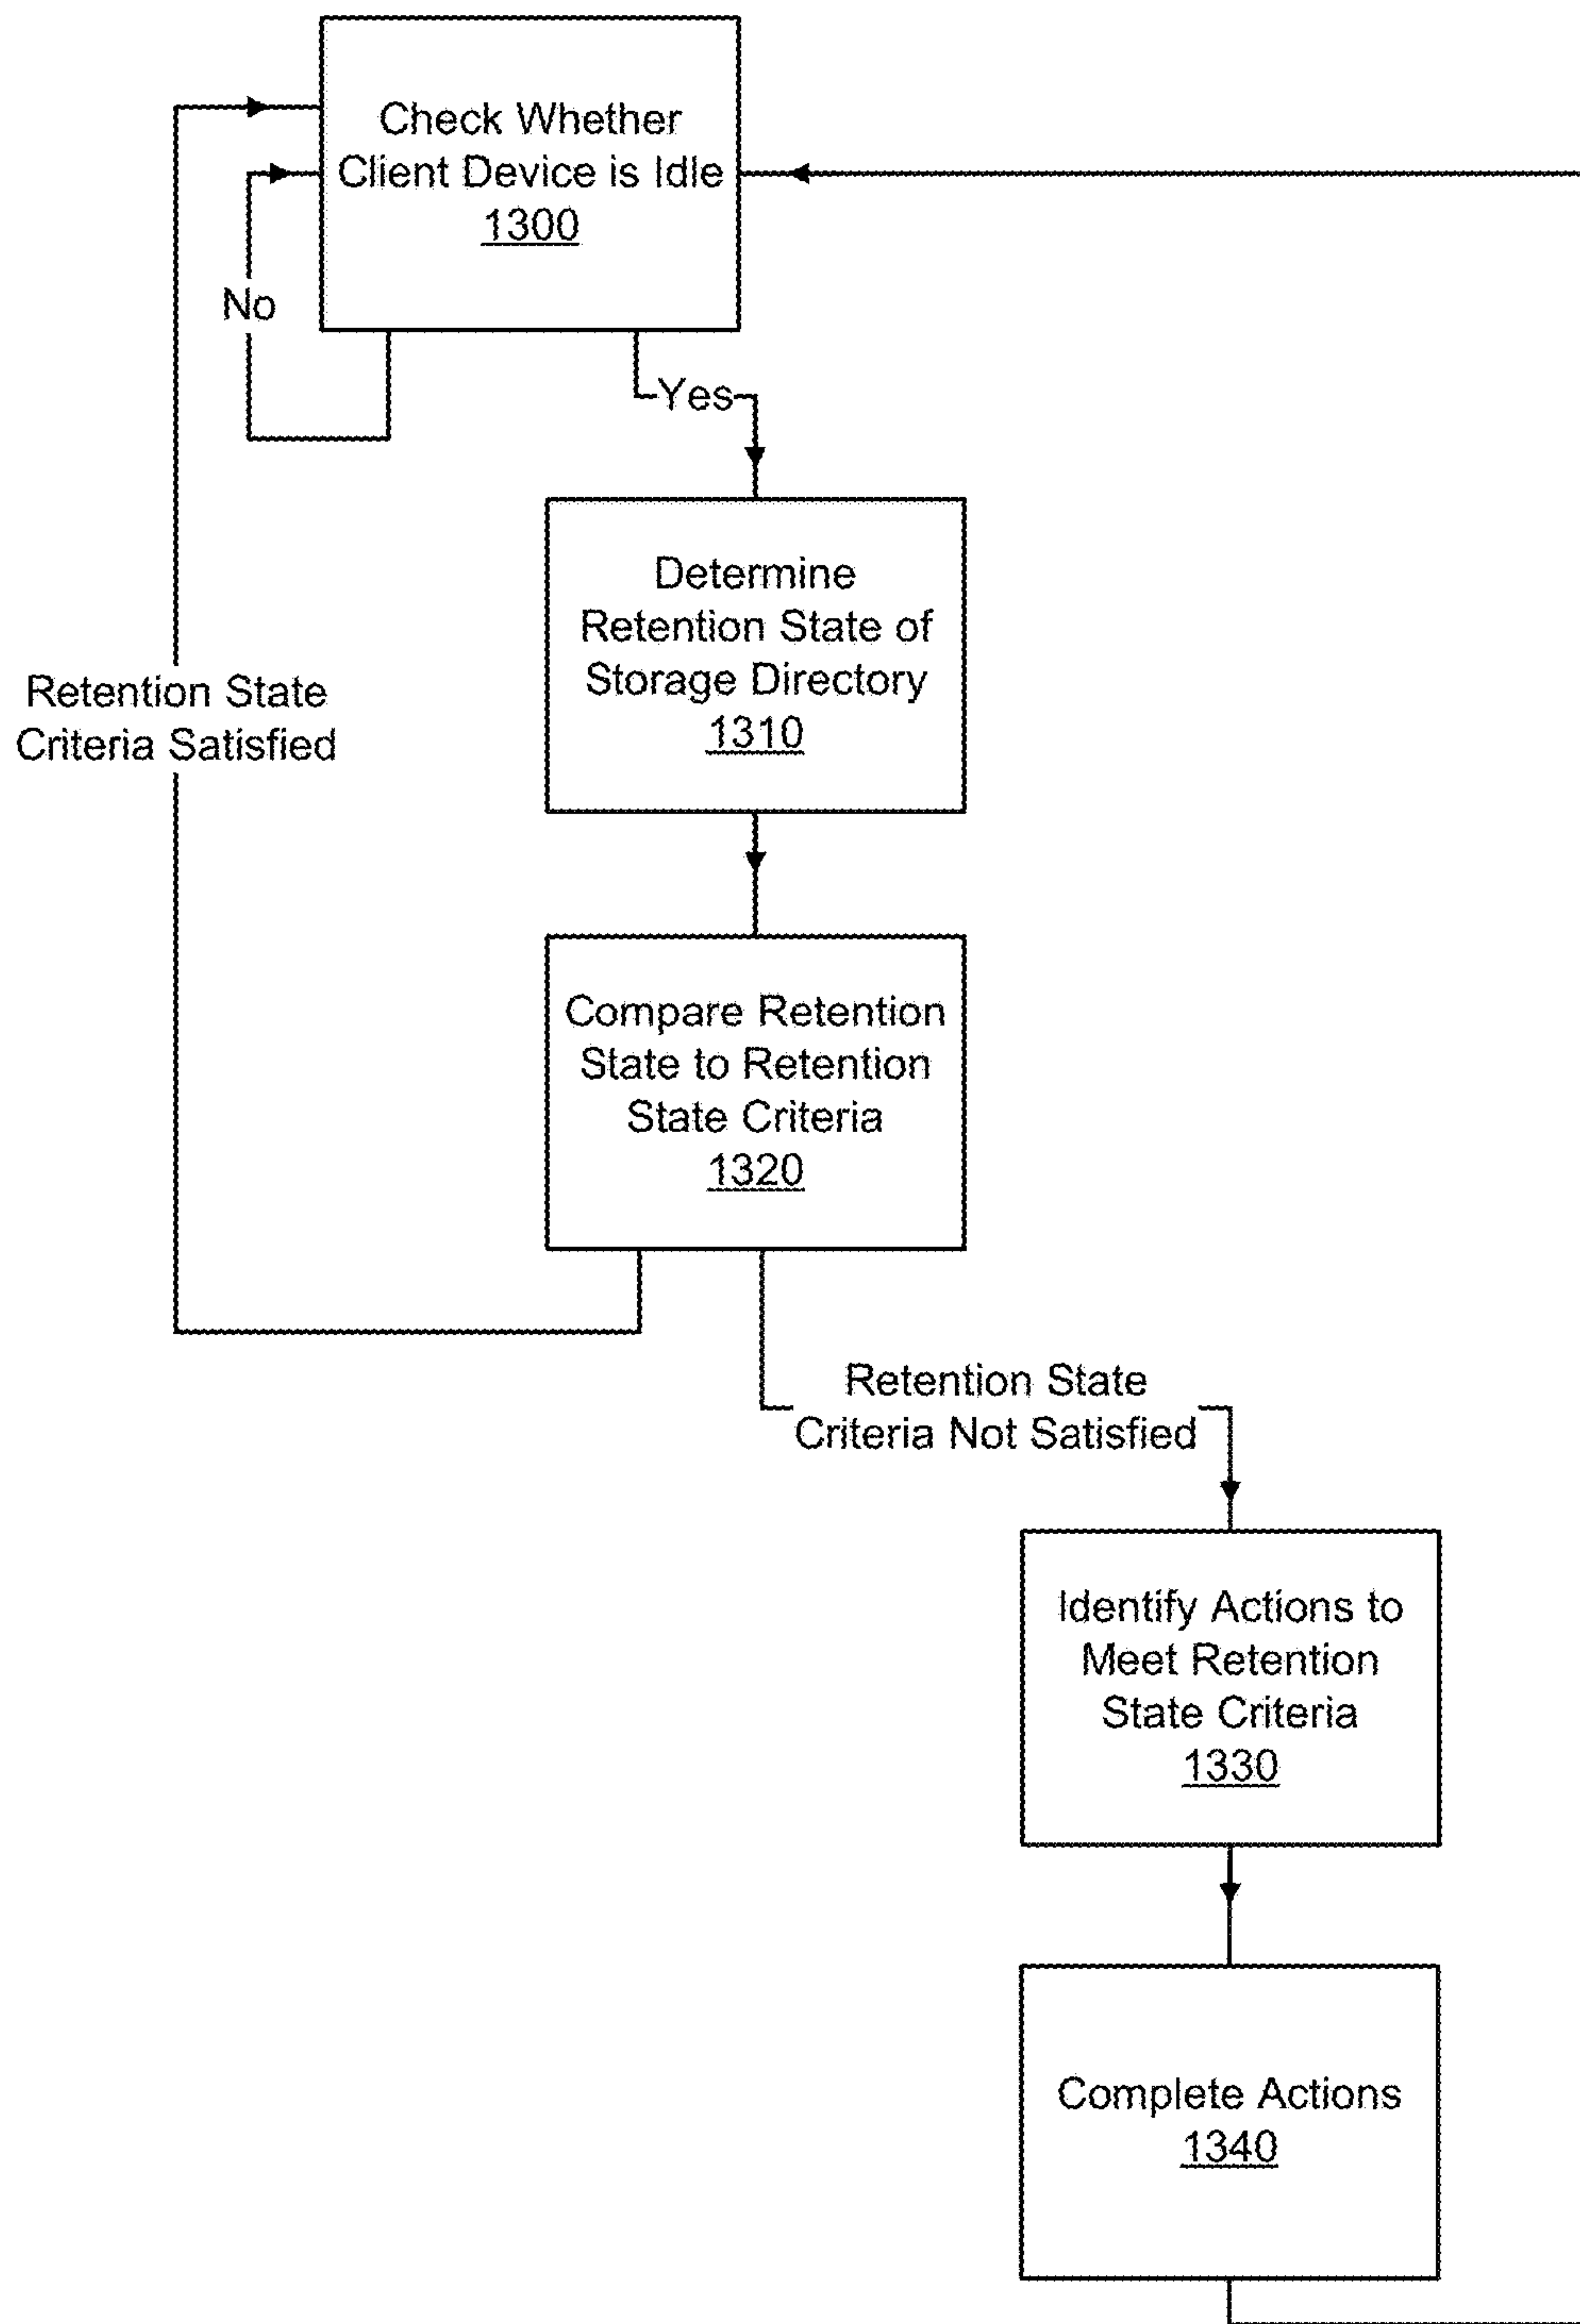 Check Whether
Client Device is Idle
1300
No
Yes
Determine
Retention State of
Storage Directory
1310
Retention State
Criteria Satisfied
Compare Retention
State to Retention
State Criteria
1320
Retention State
Criteria Not Satisfied
Identify Actions to
Meet Retention
State Criteria
1330
Complete Actions
1340